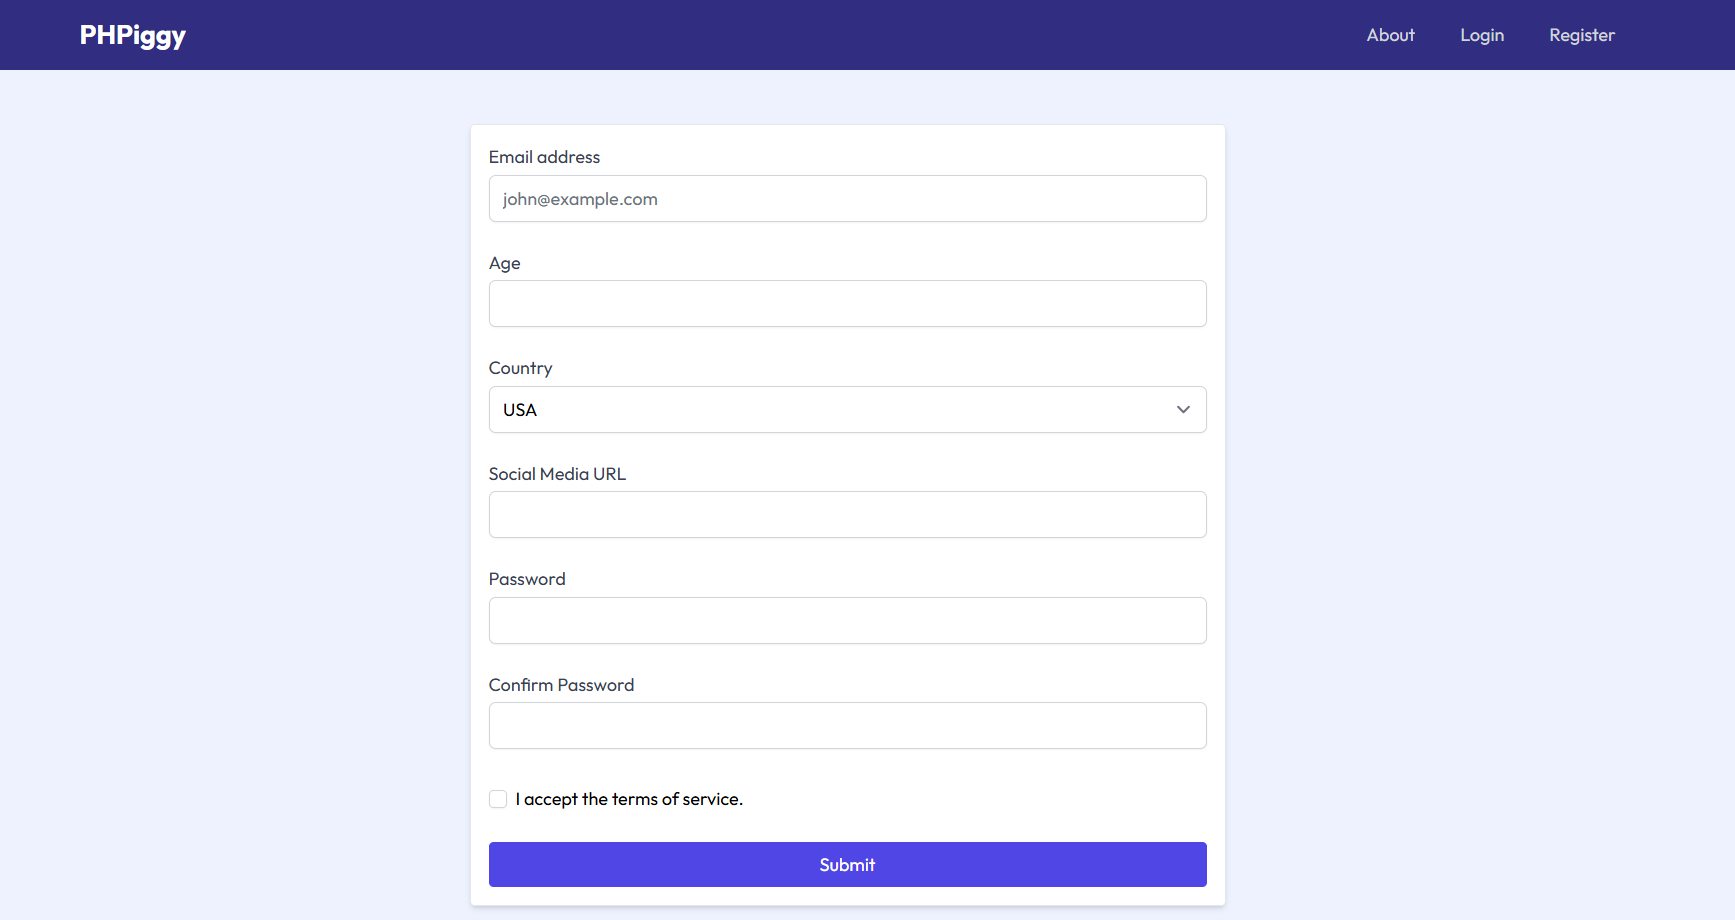 PHPiggy
About Login Register
Email address
john@example.com
Age
Country
USA
Social Media URL
Password
Confirm Password
I accept the terms of service.
Submit